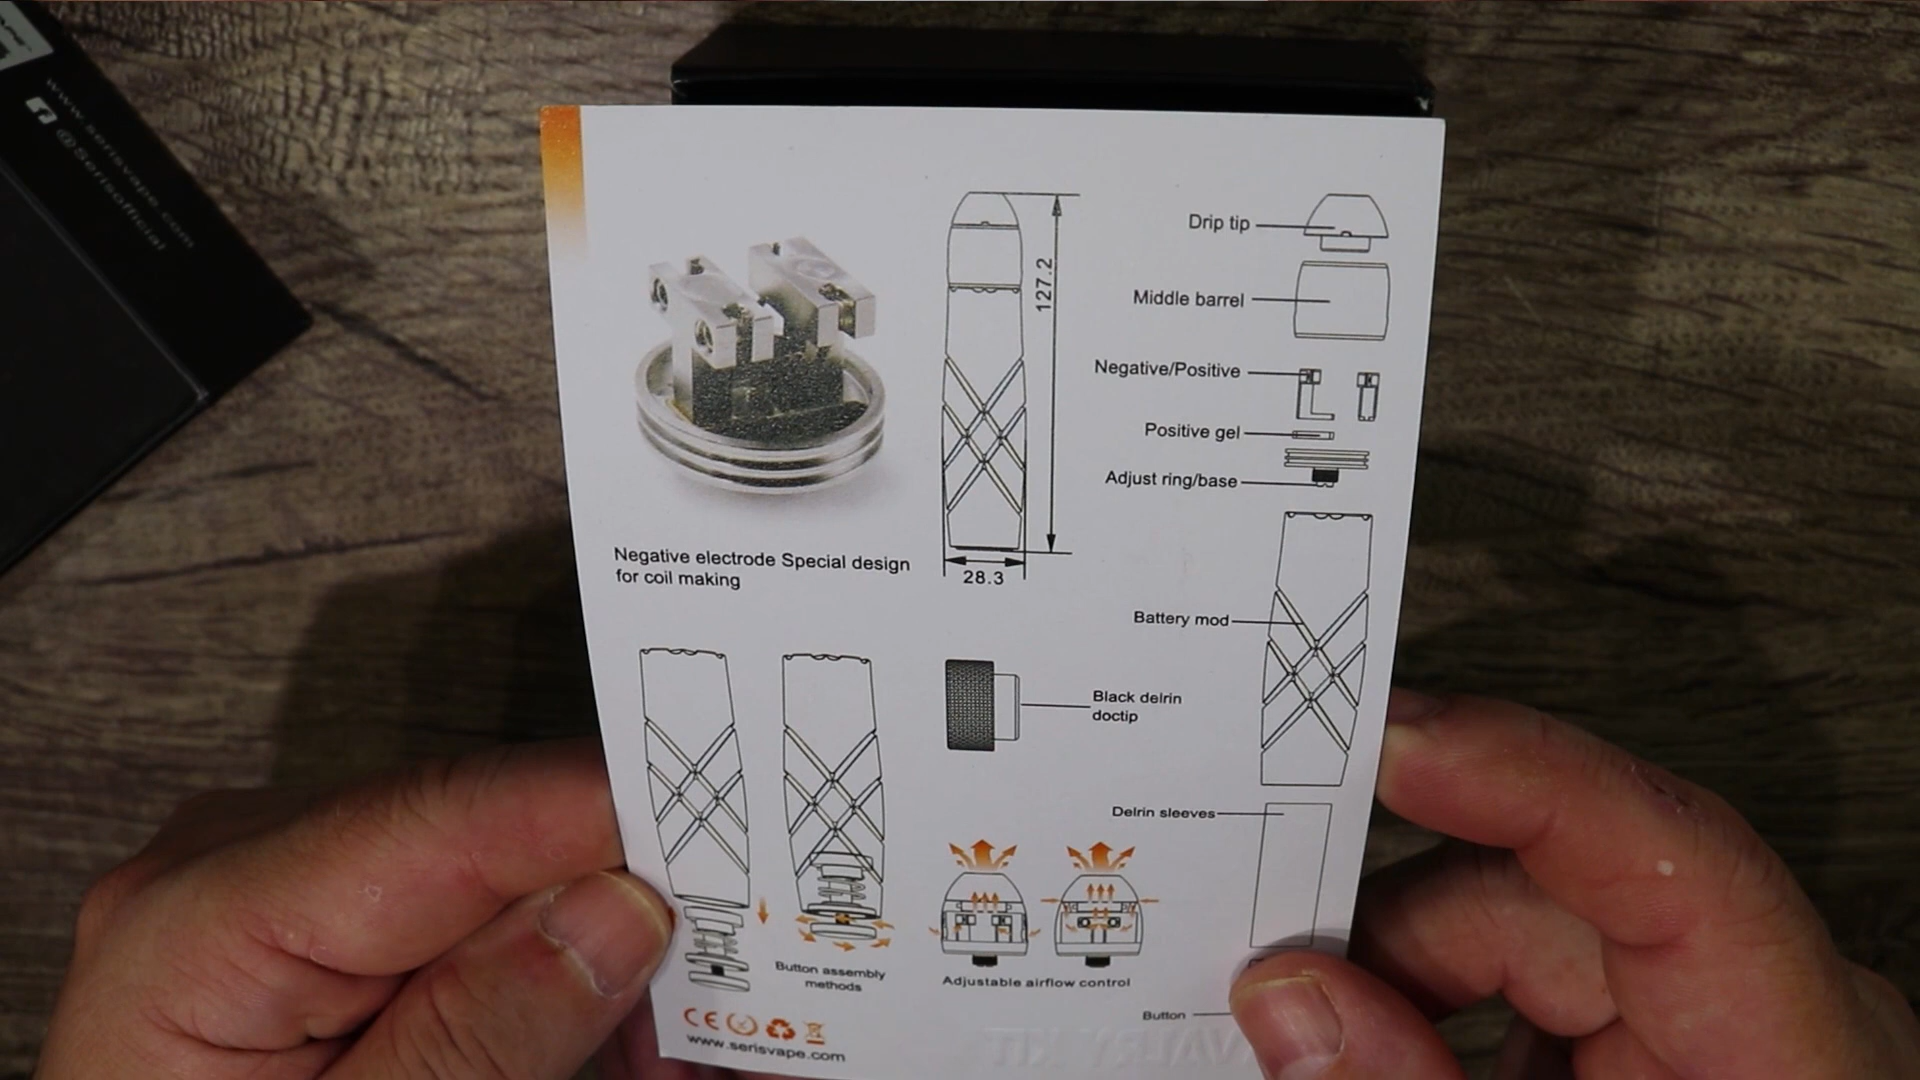 www.serisvape.com
@Serisofficial
127.2
28.3
Drip tip
Middle barrel
Negative/Positive
Positive gel
Adjust ring/base
Negative electrode Special design
for coil making
Battery mod
Black delrin
doctip
Delrin sleeves
Button assembly
methods
Adjustable airflow control
Button
CE
www.serisvape.com